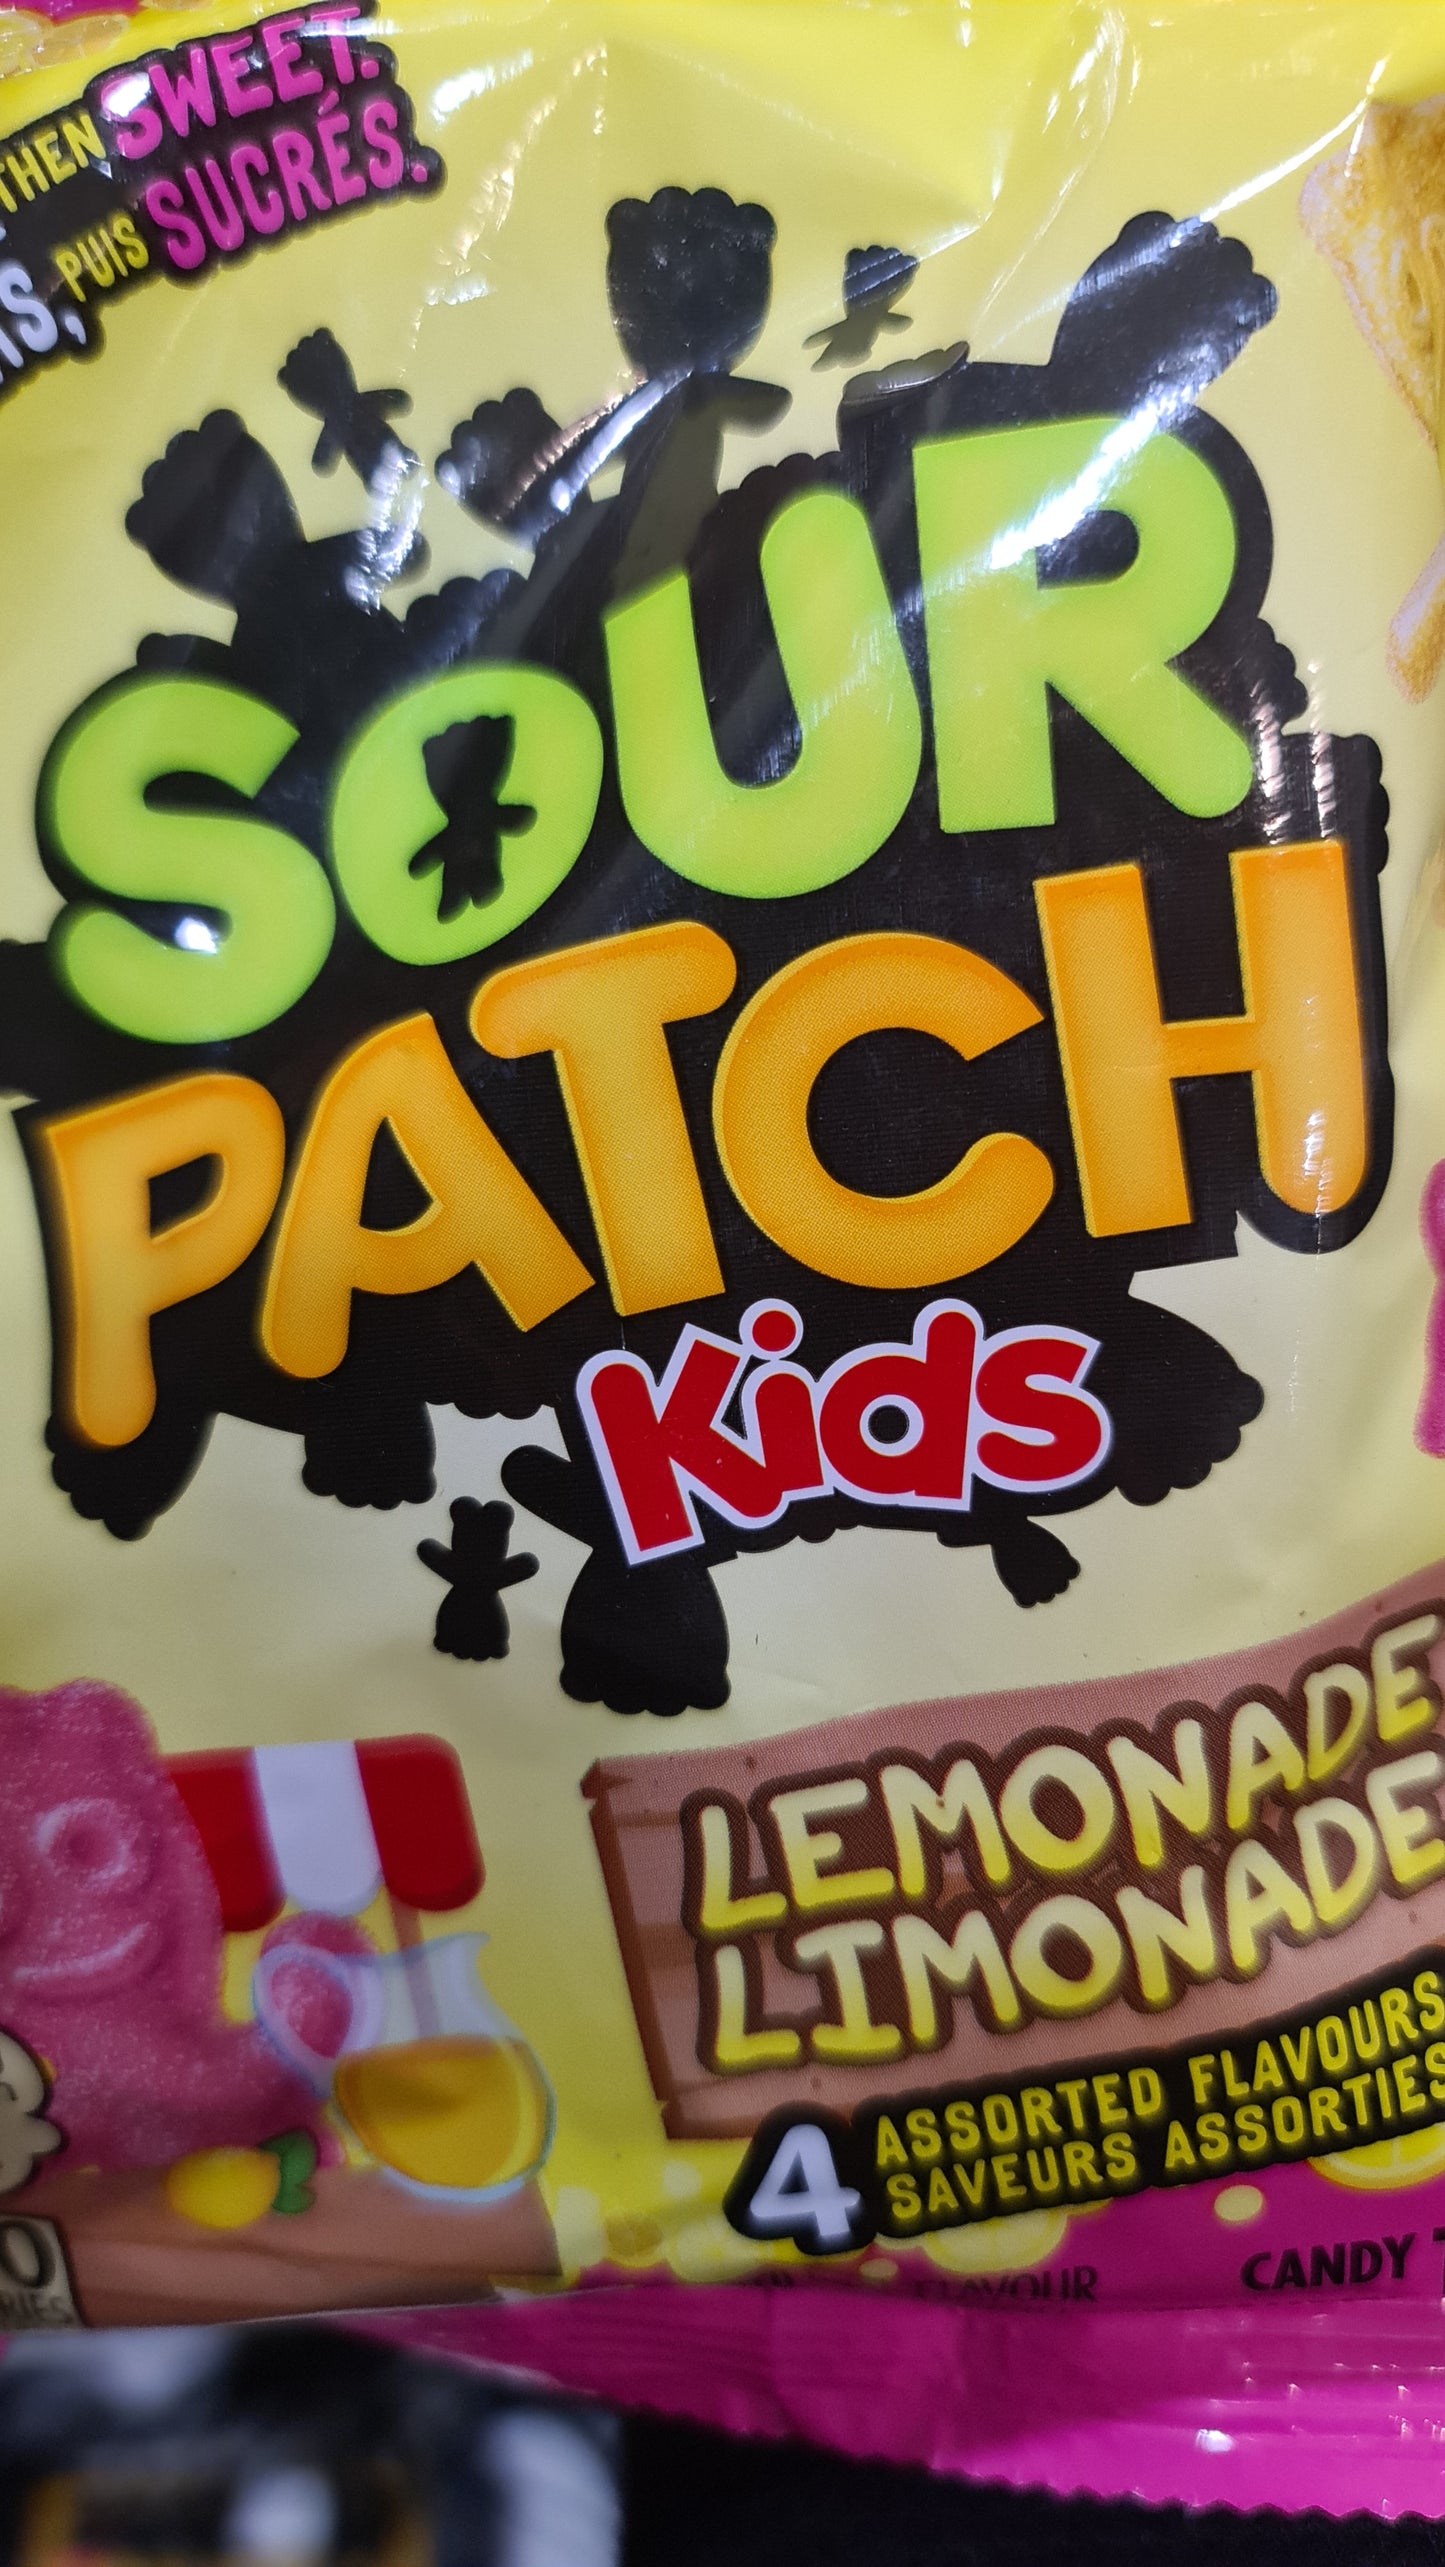 THEN SWEET.
PUIS SUCRÉS.
SOUR
PATCH
Kids
LEMONADE
LIMONADE
4 ASSORTED FLAVOURS
SAVEURS ASSORTIES
FLAVOUR CANDY